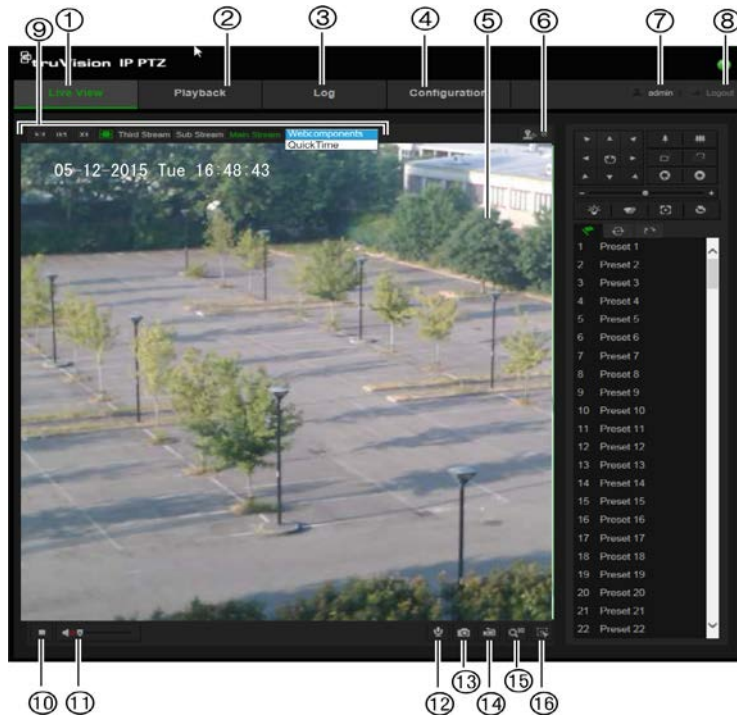 ⑨ ① ② ③ ④ ⑤ ⑥ ⑦ ⑧
truVision IP PTZ
Live View Playback Log Configuration admin Logout
4:3 16:9 X1 Third Stream Sub Stream Main Stream Webcomponents
QuickTime
05-12-2015 Tue 16:48:43
1 Preset 1
2 Preset 2
3 Preset 3
4 Preset 4
5 Preset 5
6 Preset 6
7 Preset 7
8 Preset 8
9 Preset 9
10 Preset 10
11 Preset 11
12 Preset 12
13 Preset 13
14 Preset 14
15 Preset 15
16 Preset 16
17 Preset 17
18 Preset 18
19 Preset 19
20 Preset 20
21 Preset 21
22 Preset 22
⑩ ⑪ ⑫ ⑬ ⑭ ⑮ ⑯